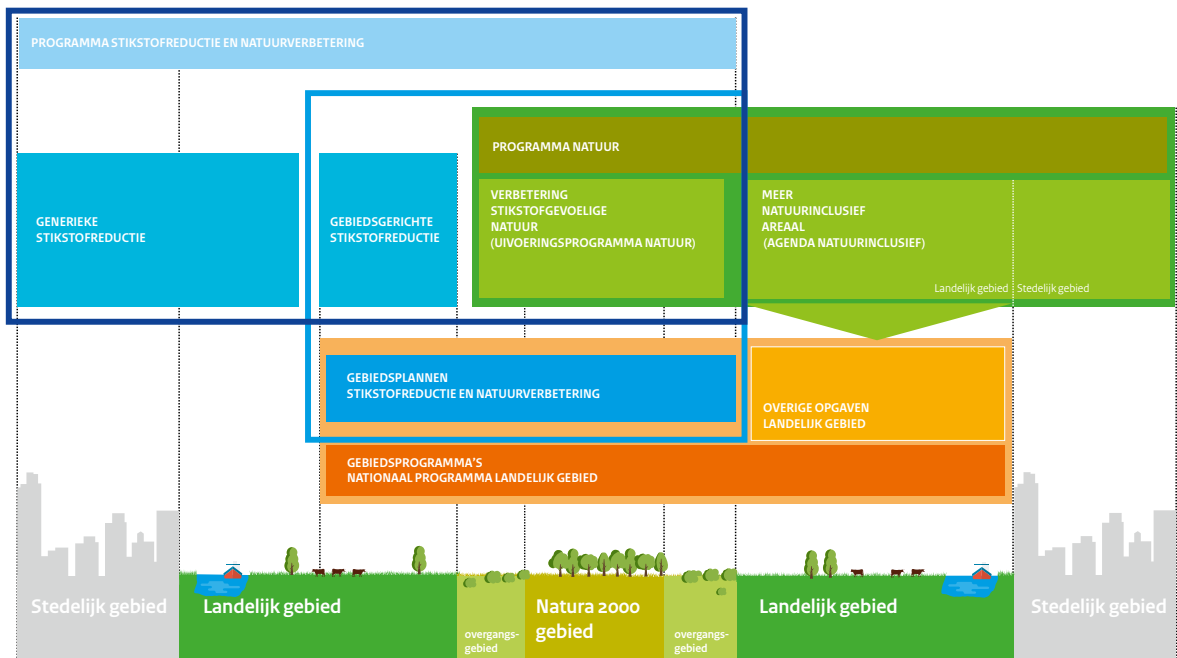 PROGRAMMA STIKSTOFREDUCTIE EN NATUURVERBETERING
PROGRAMMA NATUUR
GENERIEKE
STIKSTOFREDUCTIE
GEBIEDSGERICHTE
STIKSTOFREDUCTIE
VERBETERING
STIKSTOFGEVOELIGE
NATUUR
(UIVOERINGSPROGRAMMA NATUUR)
MEER
NATUURINCLUSIEF
AREAAL
(AGENDA NATUURINCLUSIEF)
Landelijk gebied
Stedelijk gebied
GEBIEDSPLANNEN
STIKSTOFREDUCTIE EN NATUURVERBETERING
OVERIGE OPGAVEN
LANDELIJK GEBIED
GEBIEDSPROGRAMMA'S
NATIONAAL PROGRAMMA LANDELIJK GEBIED
Stedelijk gebied
Landelijk gebied
overgangs-
gebied
Natura 2000
gebied
overgangs-
gebied
Landelijk gebied
Stedelijk gebied